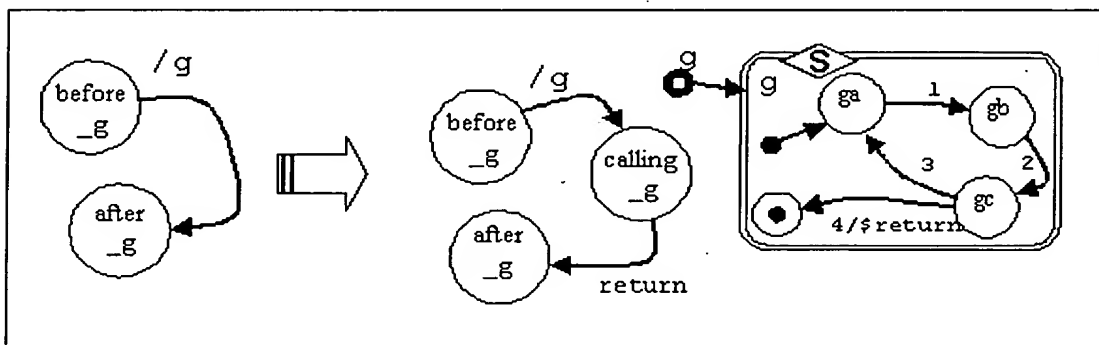 /g
before
_g
after
_g
/g
before
_g
calling
_g
after
_g
return
g
S
g
ga
1
gb
2
3
gc
4/$return